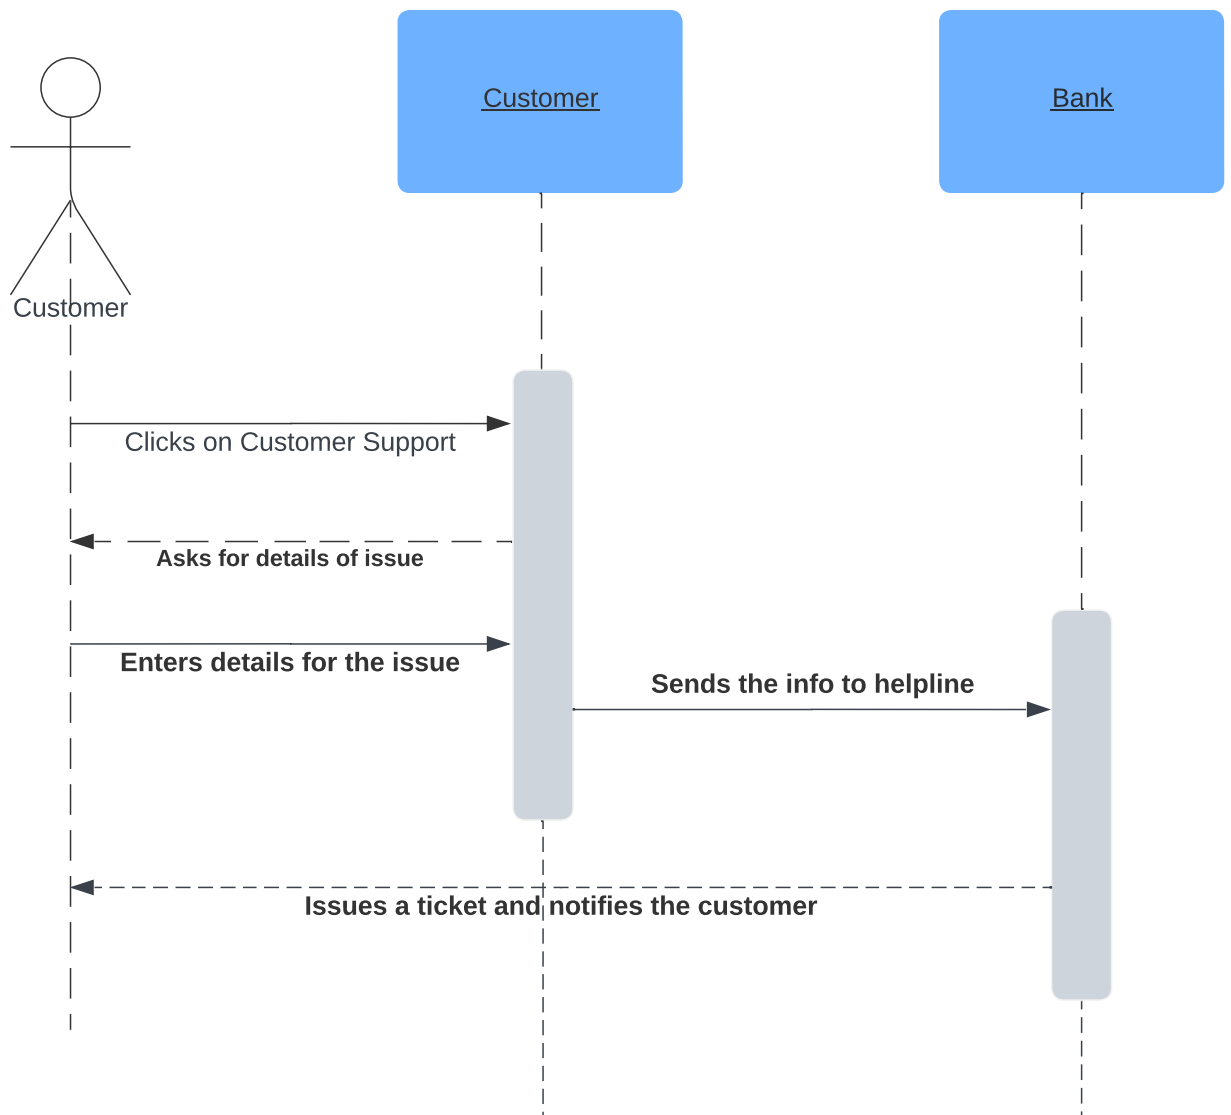 Customer
Bank
Customer
Clicks on Customer Support
Asks for details of issue
Enters details for the issue
Sends the info to helpline
Issues a ticket and notifies the customer